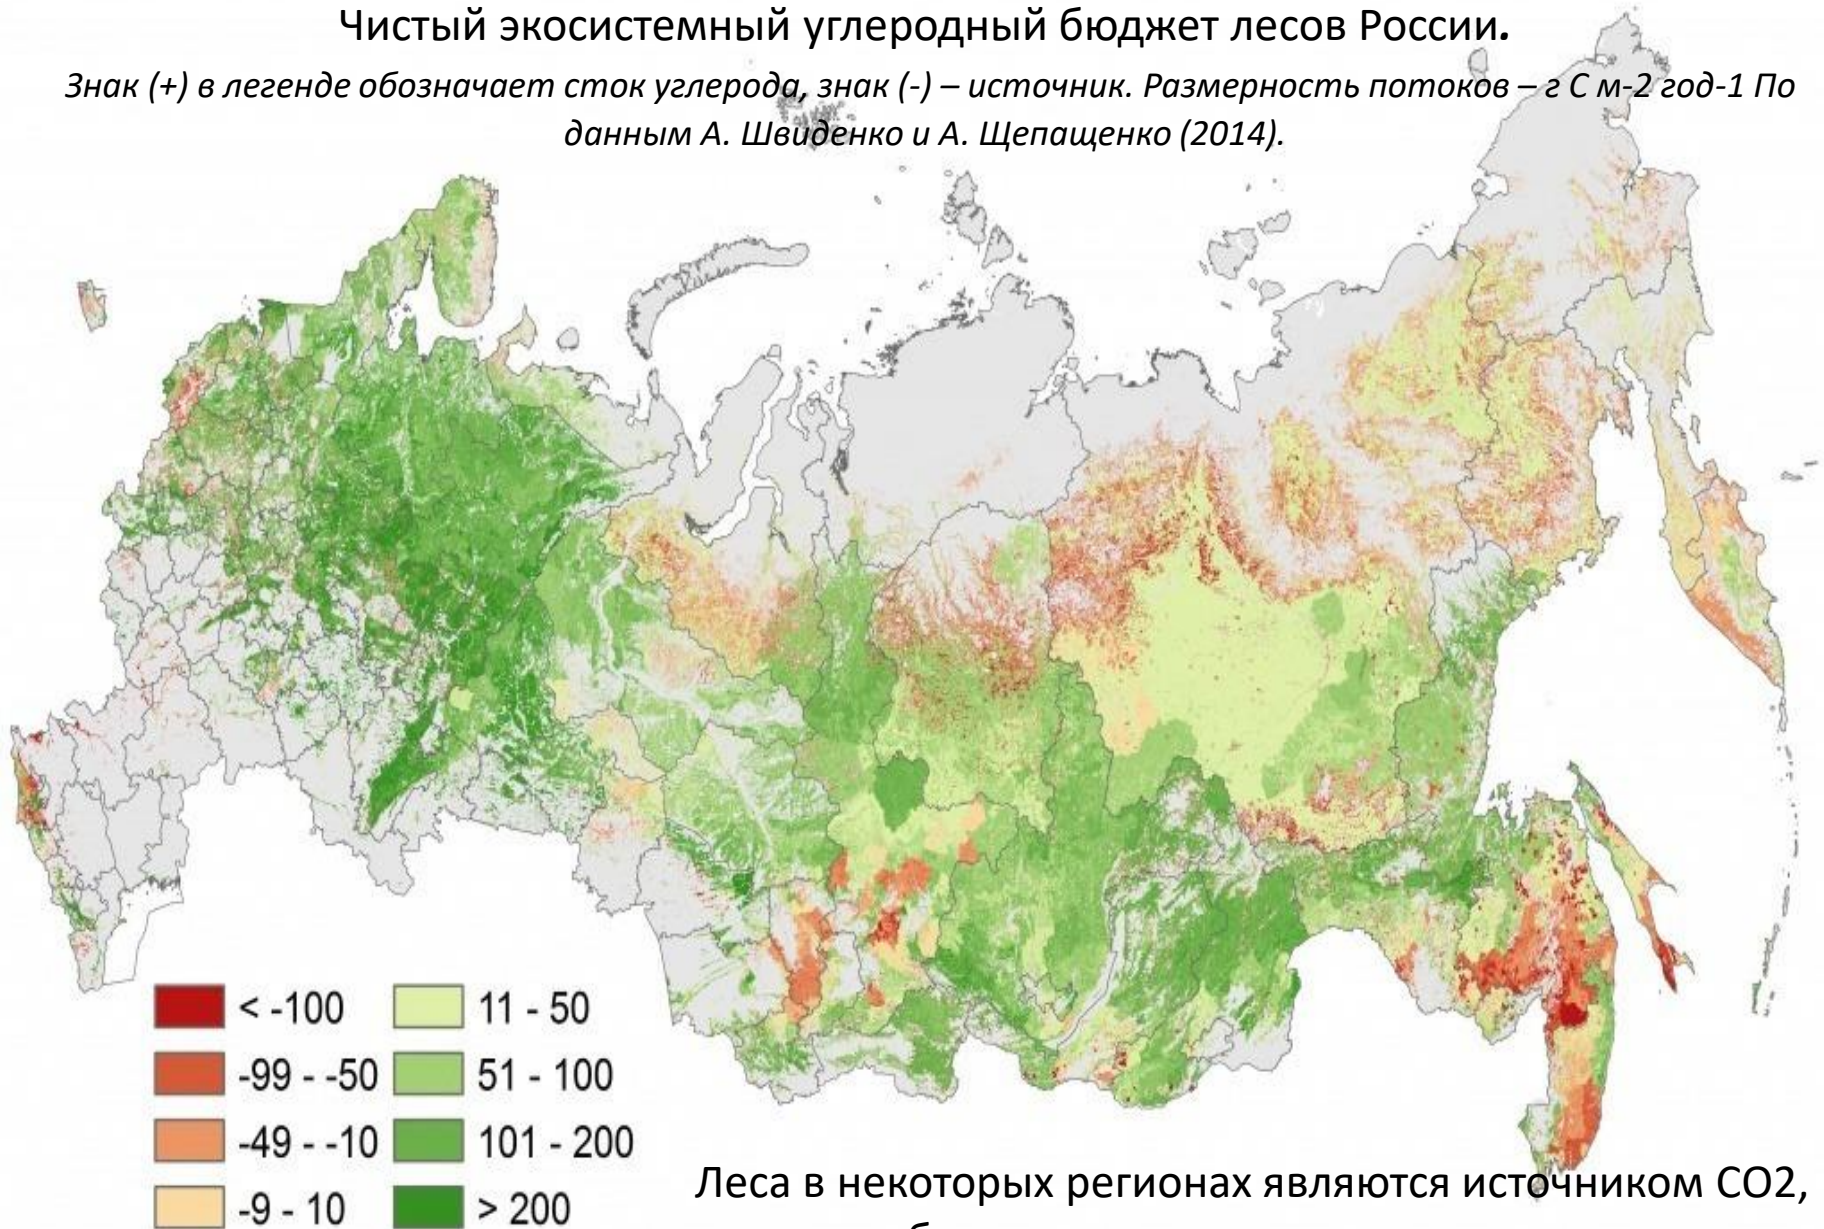 Чистый экосистемный углеродный бюджет лесов России.
Знак (+) в легенде обозначает сток углерода, знак (-) – источник. Размерность потоков – г С м-2 год-1 По
данным А. Швиденко и А. Щепащенко (2014).
< -100
11 - 50
-99 - -50
51 - 100
-49 - -10
101 - 200
-9 - 10
> 200
Леса в некоторых регионах являются источником СО2,